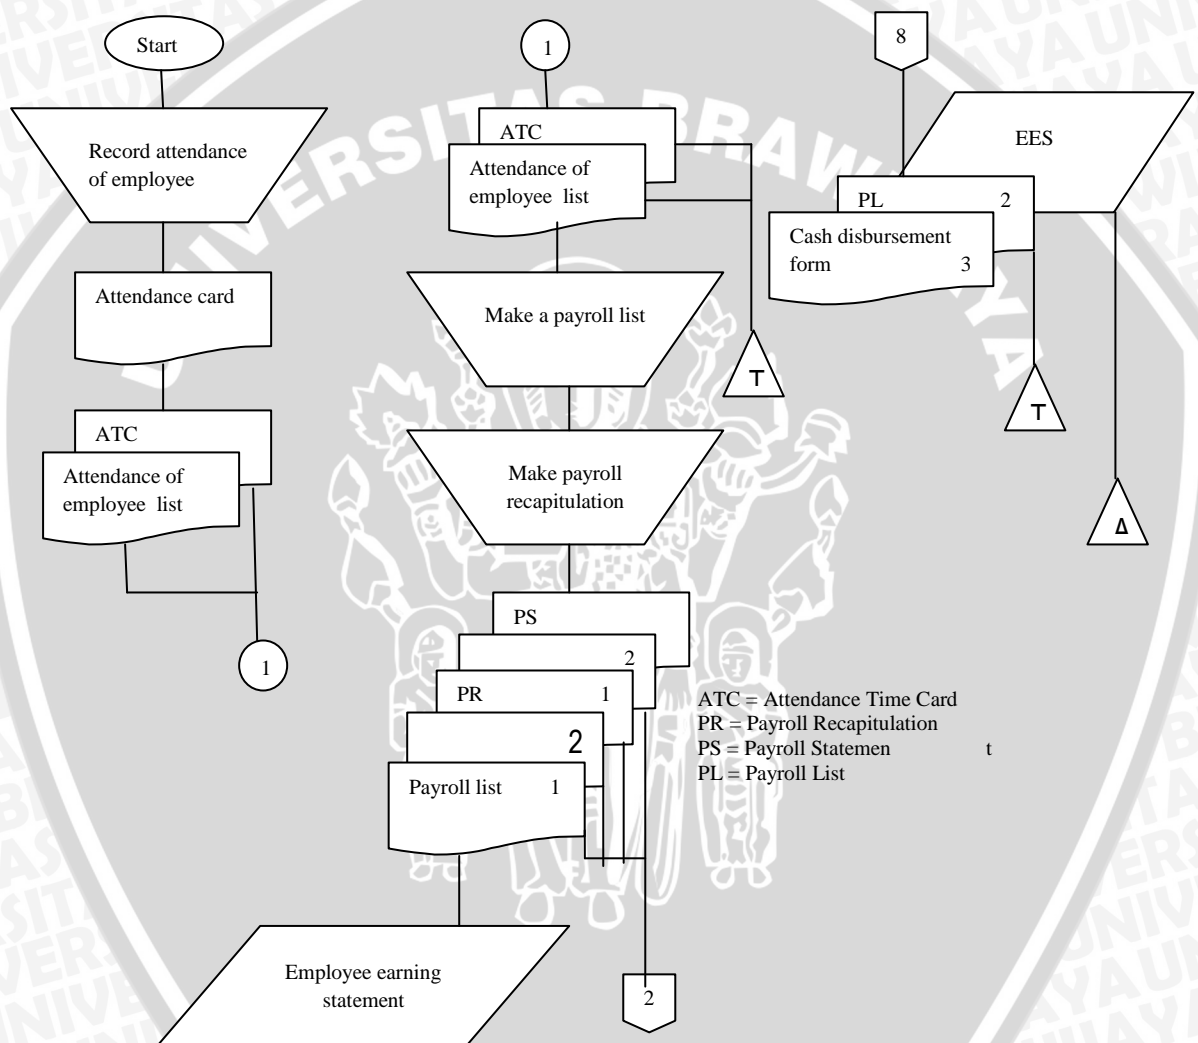 Start
Record attendance
of employee
Attendance card
ATC
Attendance of
employee list
1
1
ATC
Attendance of
employee list
Make a payroll list
T
Make payroll
recapitulation
PS
2
PR 1
2
Payroll list 1
Employee earning
statement
2
8
EES
PL 2
Cash disbursement
form 3
T
Δ
ATC = Attendance Time Card
PR = Payroll Recapitulation
PS = Payroll Statemen t
PL = Payroll List
UNIVERSITAS BRAWIJAYA